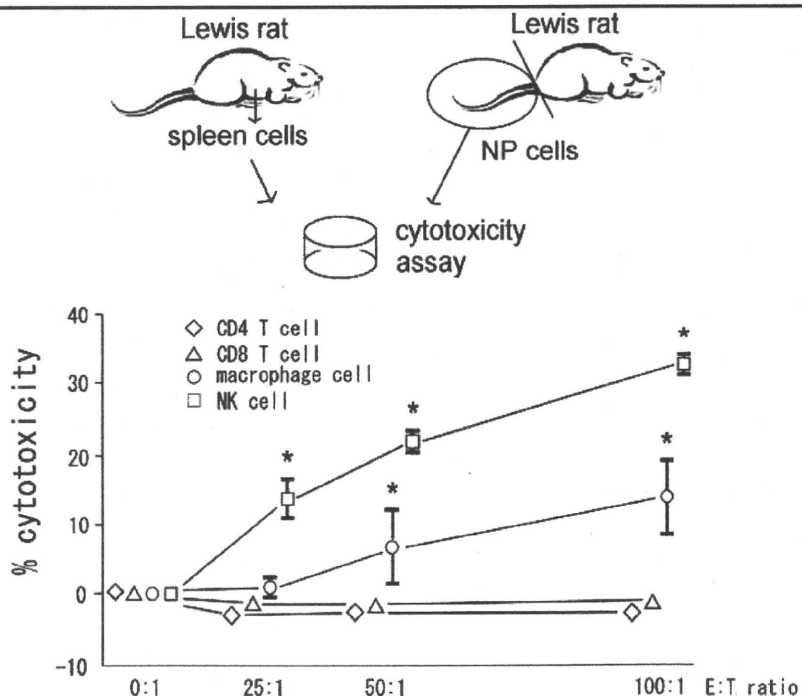 Lewis rat
Lewis rat
spleen cells
NP cells
cytotoxicity
assay
40
30
20
10
0
-10
% cytotoxicity
CD4 T cell
CD8 T cell
macrophage cell
NK cell
*
*
*
*
*
0:1 25:1 50:1 100:1 E:T ratio